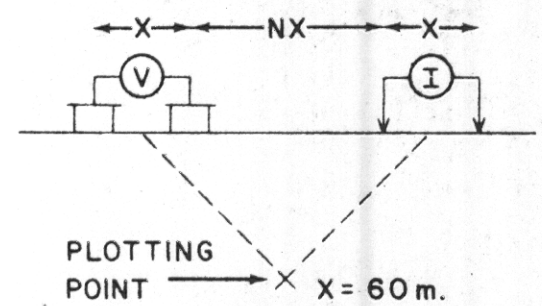 X NX X
V I
PLOTTING
POINT X = 60 m.